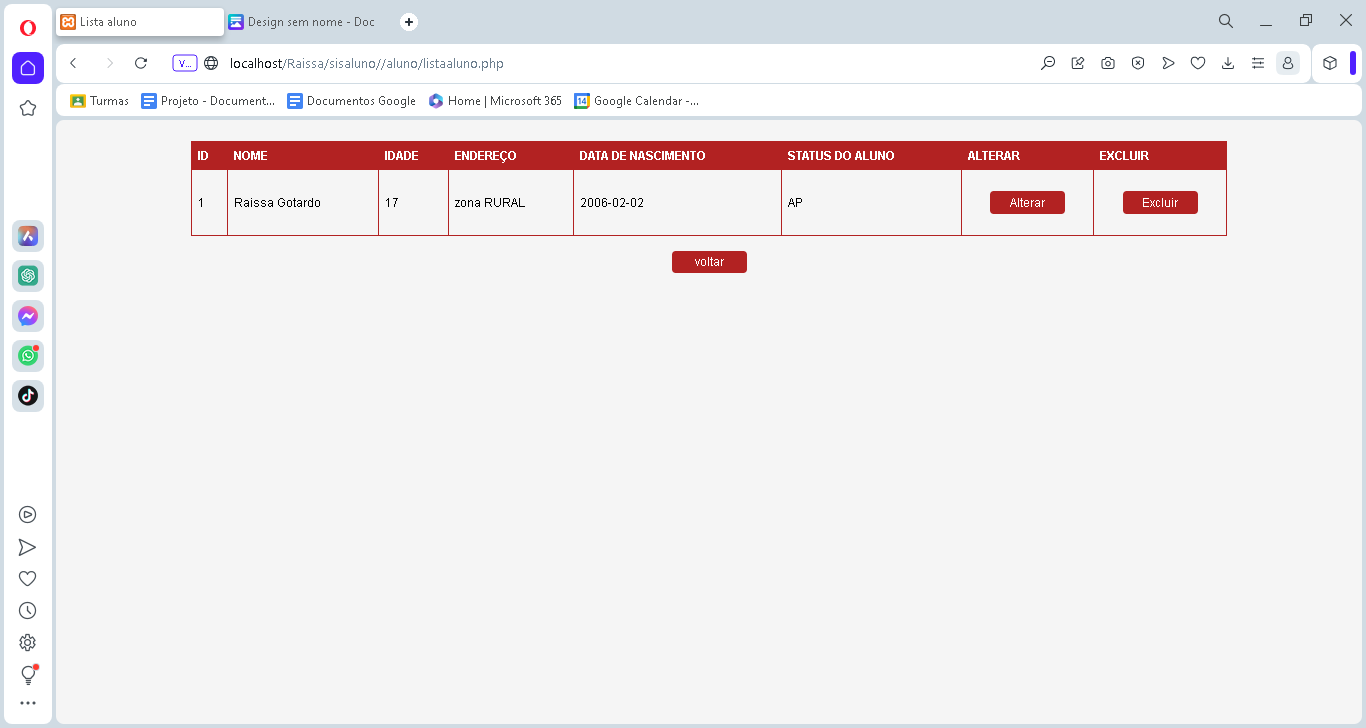 Lista aluno
Design sem nome - Doc
V...
localhost/Raissa/sisaluno//aluno/listaaluno.php
Turmas
Projeto - Document...
Documentos Google
Home | Microsoft 365
14
Google Calendar -...
ID NOME IDADE ENDEREÇO DATA DE NASCIMENTO STATUS DO ALUNO ALTERAR EXCLUIR
1 Raissa Gotardo 17 zona RURAL 2006-02-02 AP Alterar Excluir
voltar